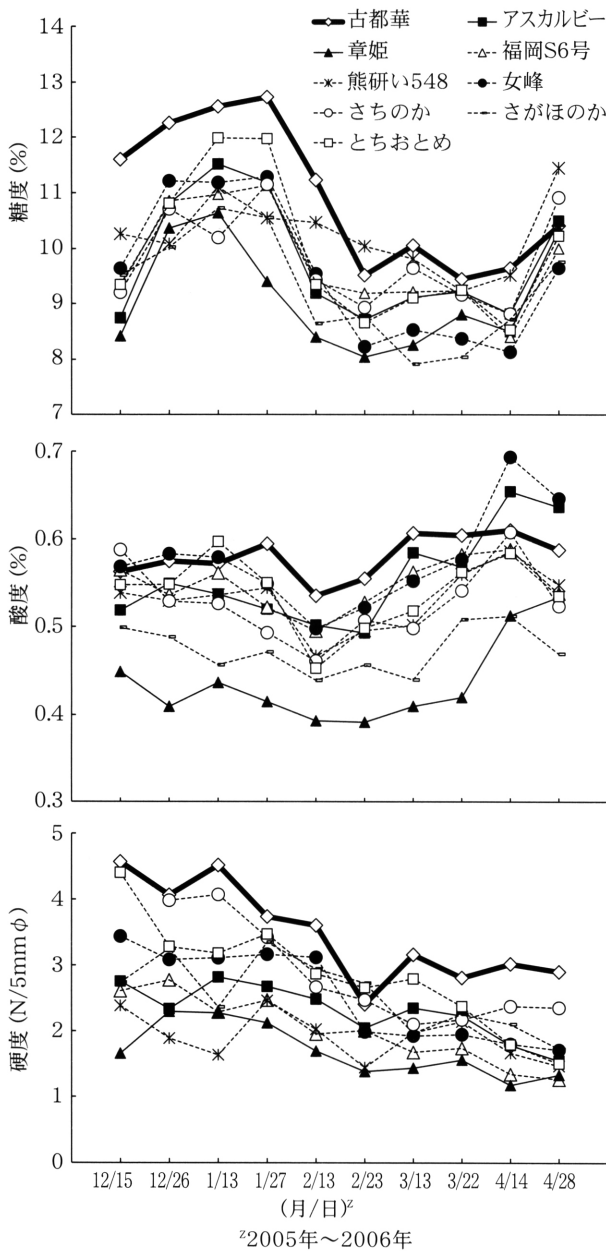 古都華 アスカルビー
章姫 福岡S6号
熊研い548 女峰
さちのか さがほのか
とちおとめ
糖度 (%)
14
13
12
11
10
9
8
7
酸度 (%)
0.7
0.6
0.5
0.4
0.3
硬度 (N/5mmφ)
5
4
3
2
1
0
12/15 12/26 1/13 1/27 2/13 2/23 3/13 3/22 4/14 4/28
(月/日)z
z2005年～2006年